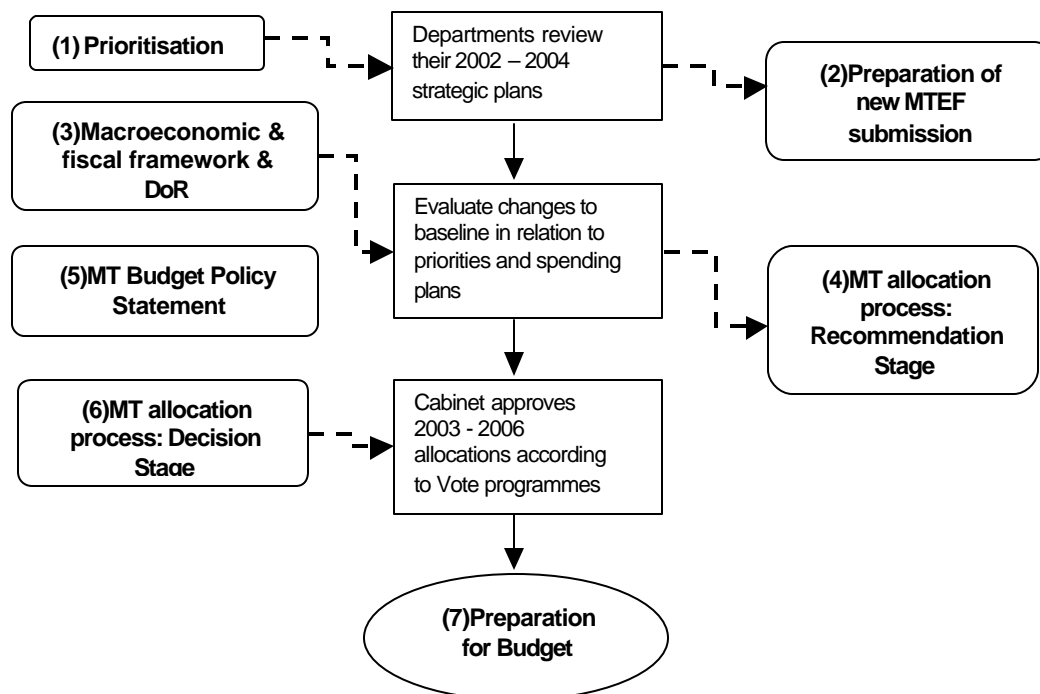 (1) Prioritisation
Departments review
their 2002 – 2004
strategic plans
(2)Preparation of
new MTEF
submission
(3)Macroeconomic &
fiscal framework &
DoR
Evaluate changes to
baseline in relation to
priorities and spending
plans
(5)MT Budget Policy
Statement
(4)MT allocation
process:
Recommendation
Stage
(6)MT allocation
process: Decision
Stage
Cabinet approves
2003 - 2006
allocations according
to Vote programmes
(7)Preparation
for Budget